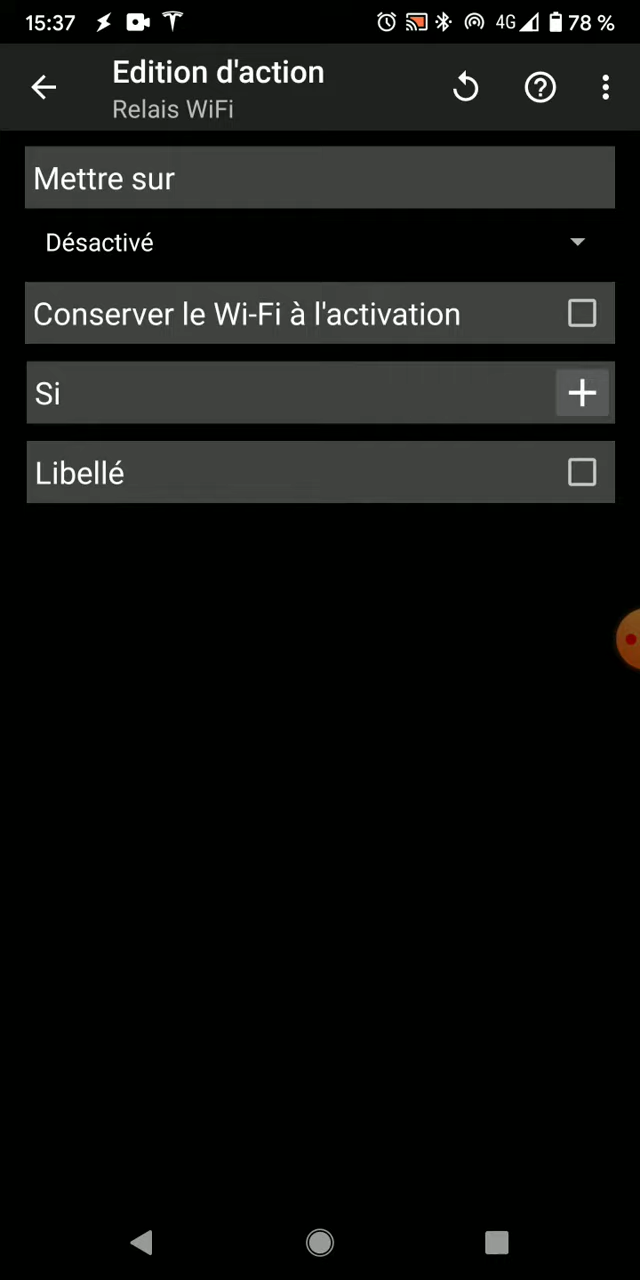 15:37 4G 78 %
Edition d'action
Relais WiFi
Mettre sur
Désactivé
Conserver le Wi-Fi à l'activation
Si
Libellé